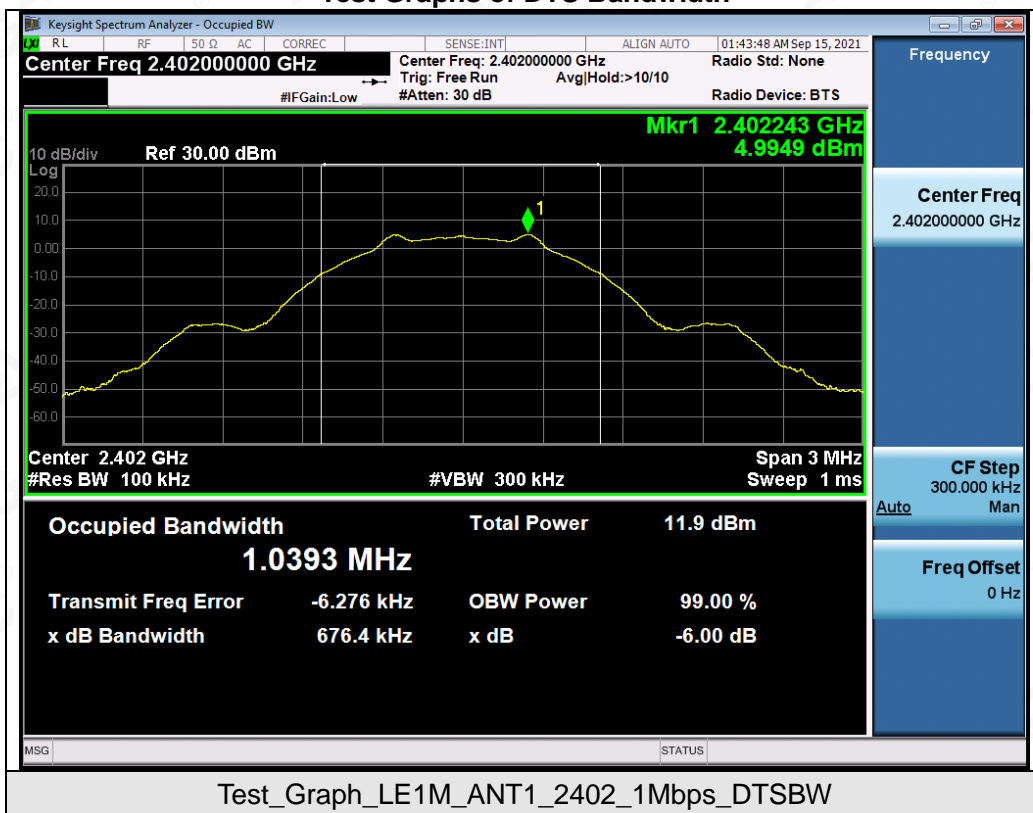 Test Graphs of DTS Bandwidth
Keysight Spectrum Analyzer - Occupied BW
LXI RL RF 50 Ω AC CORREC SENSE:INT ALIGN AUTO 01:43:48 AM Sep 15, 2021
Center Freq 2.402000000 GHz
Center Freq: 2.402000000 GHz
Radio Std: None
Trig: Free Run Avg|Hold:>10/10
#IFGain:Low
#Atten: 30 dB
Radio Device: BTS
Frequency
Mkr1 2.402243 GHz
4.9949 dBm
10 dB/div Ref 30.00 dBm
Log
20.0
10.0
0.00
-10.0
-20.0
-30.0
-40.0
-50.0
-60.0
1
Center 2.402 GHz
Span 3 MHz
#Res BW 100 kHz
#VBW 300 kHz
Sweep 1 ms
Center Freq
2.402000000 GHz
CF Step
300.000 kHz
Auto Man
Freq Offset
0 Hz
Occupied Bandwidth
1.0393 MHz
Total Power 11.9 dBm
Transmit Freq Error -6.276 kHz
OBW Power 99.00 %
x dB Bandwidth 676.4 kHz
x dB -6.00 dB
MSG
STATUS
Test_Graph_LE1M_ANT1_2402_1Mbps_DTSBW